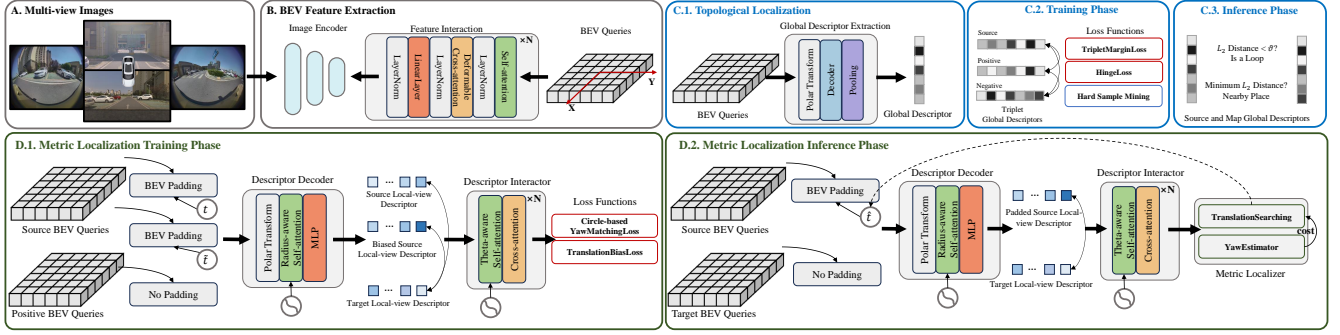 A. Multi-view Images
B. BEV Feature Extraction
Image Encoder
Feature Interaction
×N
LayerNorm
LinearLayer
LayerNorm
Deformable
Cross-attention
LayerNorm
Self-attention
BEV Queries
Y
X
C.1. Topological Localization
Global Descriptor Extraction
Polar Transform
Decoder
Pooling
BEV Queries
Global Descriptor
C.2. Training Phase
Source
Positive
Negative
Triplet
Global Descriptors
Loss Functions
TripletMarginLoss
HingeLoss
Hard Sample Mining
C.3. Inference Phase
L2 Distance < θ?
Is a Loop
Minimum L2 Distance?
Nearby Place
Source and Map Global Descriptors
D.1. Metric Localization Training Phase
Source BEV Queries
Positive BEV Queries
BEV Padding
t
BEV Padding
t̄
No Padding
Descriptor Decoder
Polar Transform
Radius-aware
Self-attention
MLP
Source Local-view
Descriptor
Biased Source
Local-view Descriptor
Target Local-view Descriptor
Descriptor Interactor
×N
Theta-aware
Self-attention
Cross-attention
Loss Functions
Circle-based
YawMatchingLoss
TranslationBiasLoss
D.2. Metric Localization Inference Phase
Source BEV Queries
Target BEV Queries
BEV Padding
t̂
No Padding
Descriptor Decoder
Polar Transform
Radius-aware
Self-attention
MLP
Padded Source Local-
view Descriptor
Target Local-view Descriptor
Descriptor Interactor
×N
Theta-aware
Self-attention
Cross-attention
TranslationSearching
cost
YawEstimator
Metric Localizer